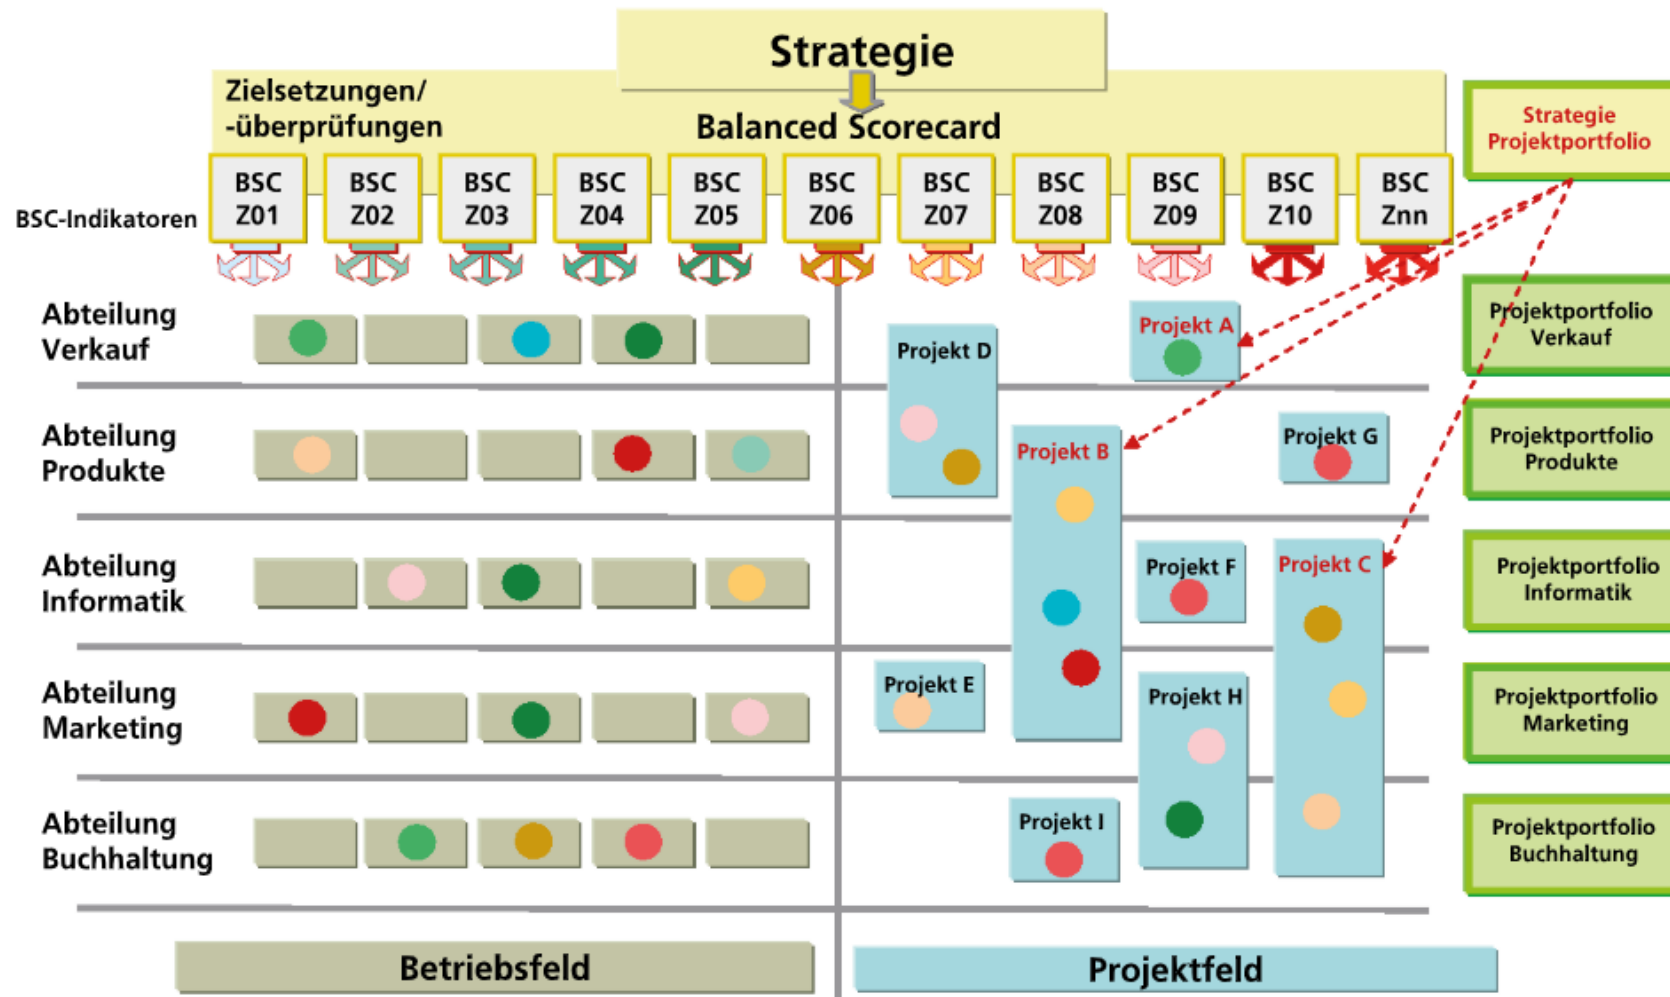 Strategie
Zielsetzungen/
-überprüfungen
Balanced Scorecard
Strategie
Projektportfolio
BSC-Indikatoren
BSC
Z01
BSC
Z02
BSC
Z03
BSC
Z04
BSC
Z05
BSC
Z06
BSC
Z07
BSC
Z08
BSC
Z09
BSC
Z10
BSC
Znn
Abteilung
Verkauf
Projekt D
Projekt A
Projektportfolio
Verkauf
Abteilung
Produkte
Projekt B
Projekt G
Projektportfolio
Produkte
Abteilung
Informatik
Projekt F
Projekt C
Projektportfolio
Informatik
Abteilung
Marketing
Projekt E
Projekt H
Projektportfolio
Marketing
Abteilung
Buchhaltung
Projekt I
Projektportfolio
Buchhaltung
Betriebsfeld
Projektfeld